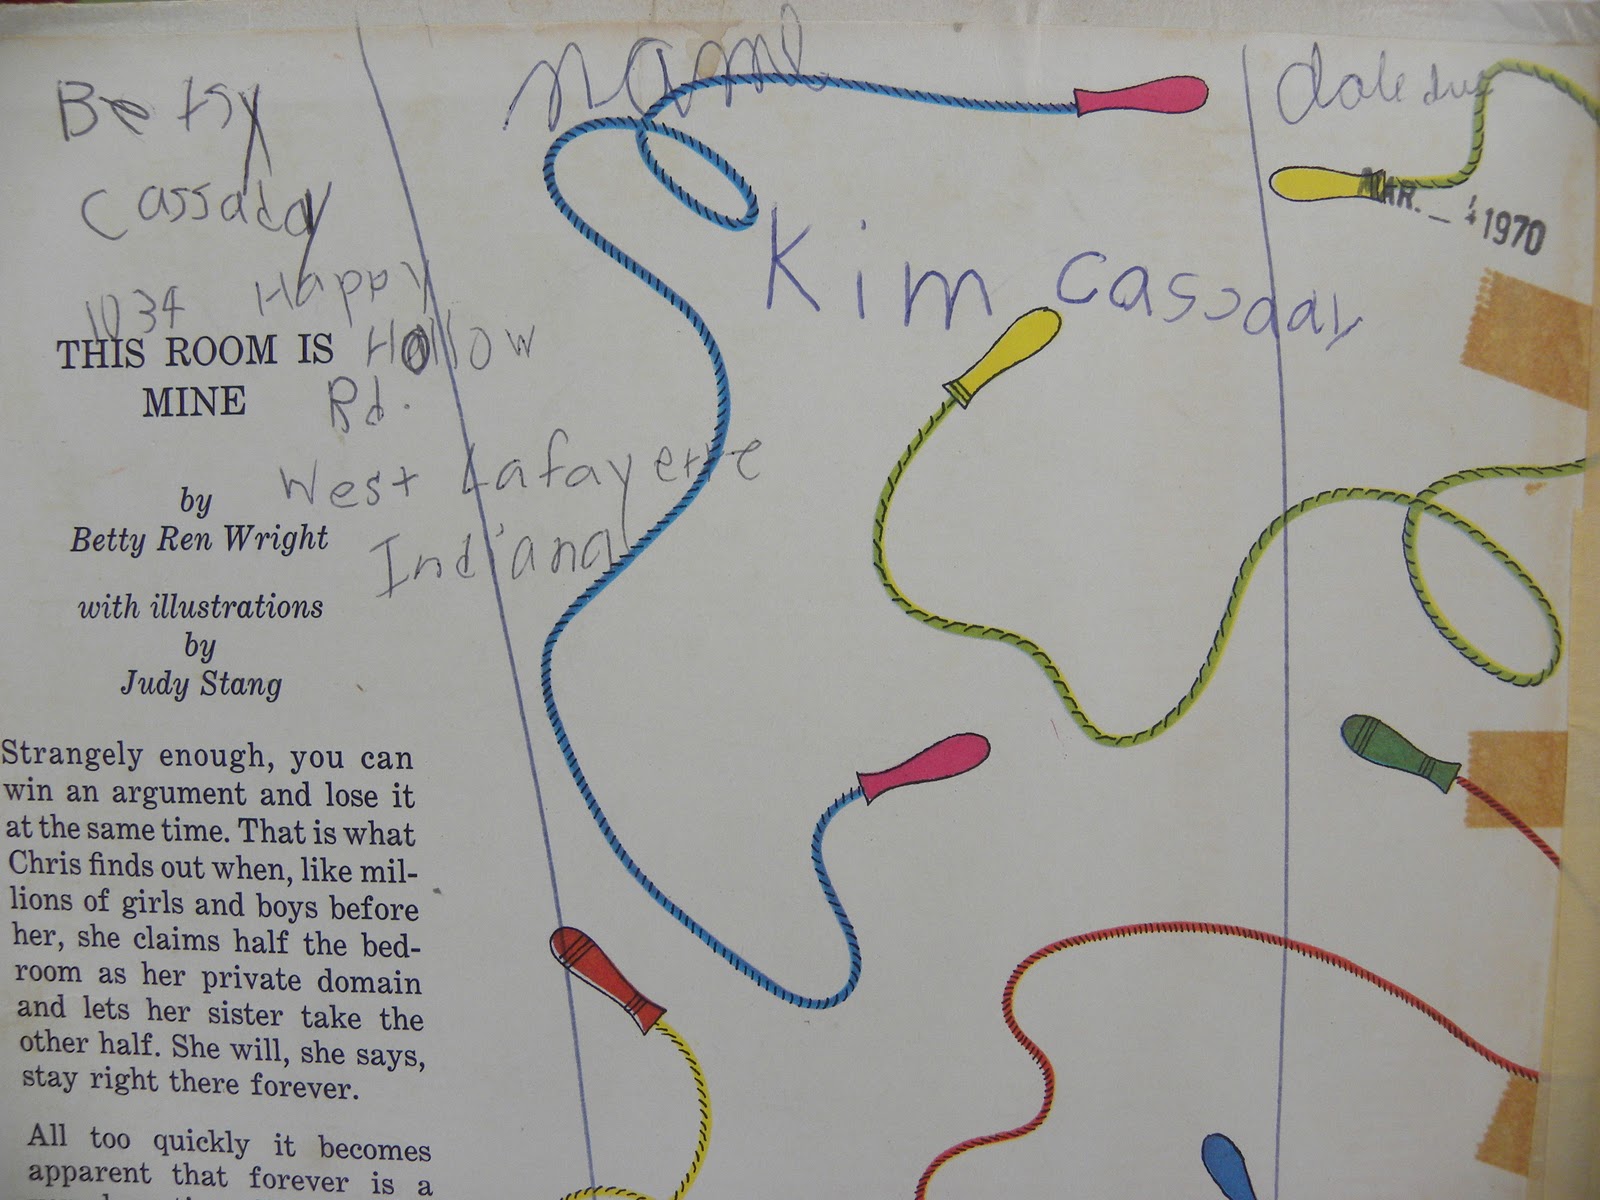 Betsy
Cassaday
1034 Happy
Hollow
Rd.
West Lafayette
Indiana
THIS ROOM IS
MINE
by
Betty Ren Wright
with illustrations
by
Judy Stang
Strangely enough, you can
win an argument and lose it
at the same time. That is what
Chris finds out when, like mil-
lions of girls and boys before
her, she claims half the bed-
room as her private domain
and lets her sister take the
other half. She will, she says,
stay right there forever.
All too quickly it becomes
apparent that forever is a
name
Kim Cassaday
date due
MAR. _ 4 1970